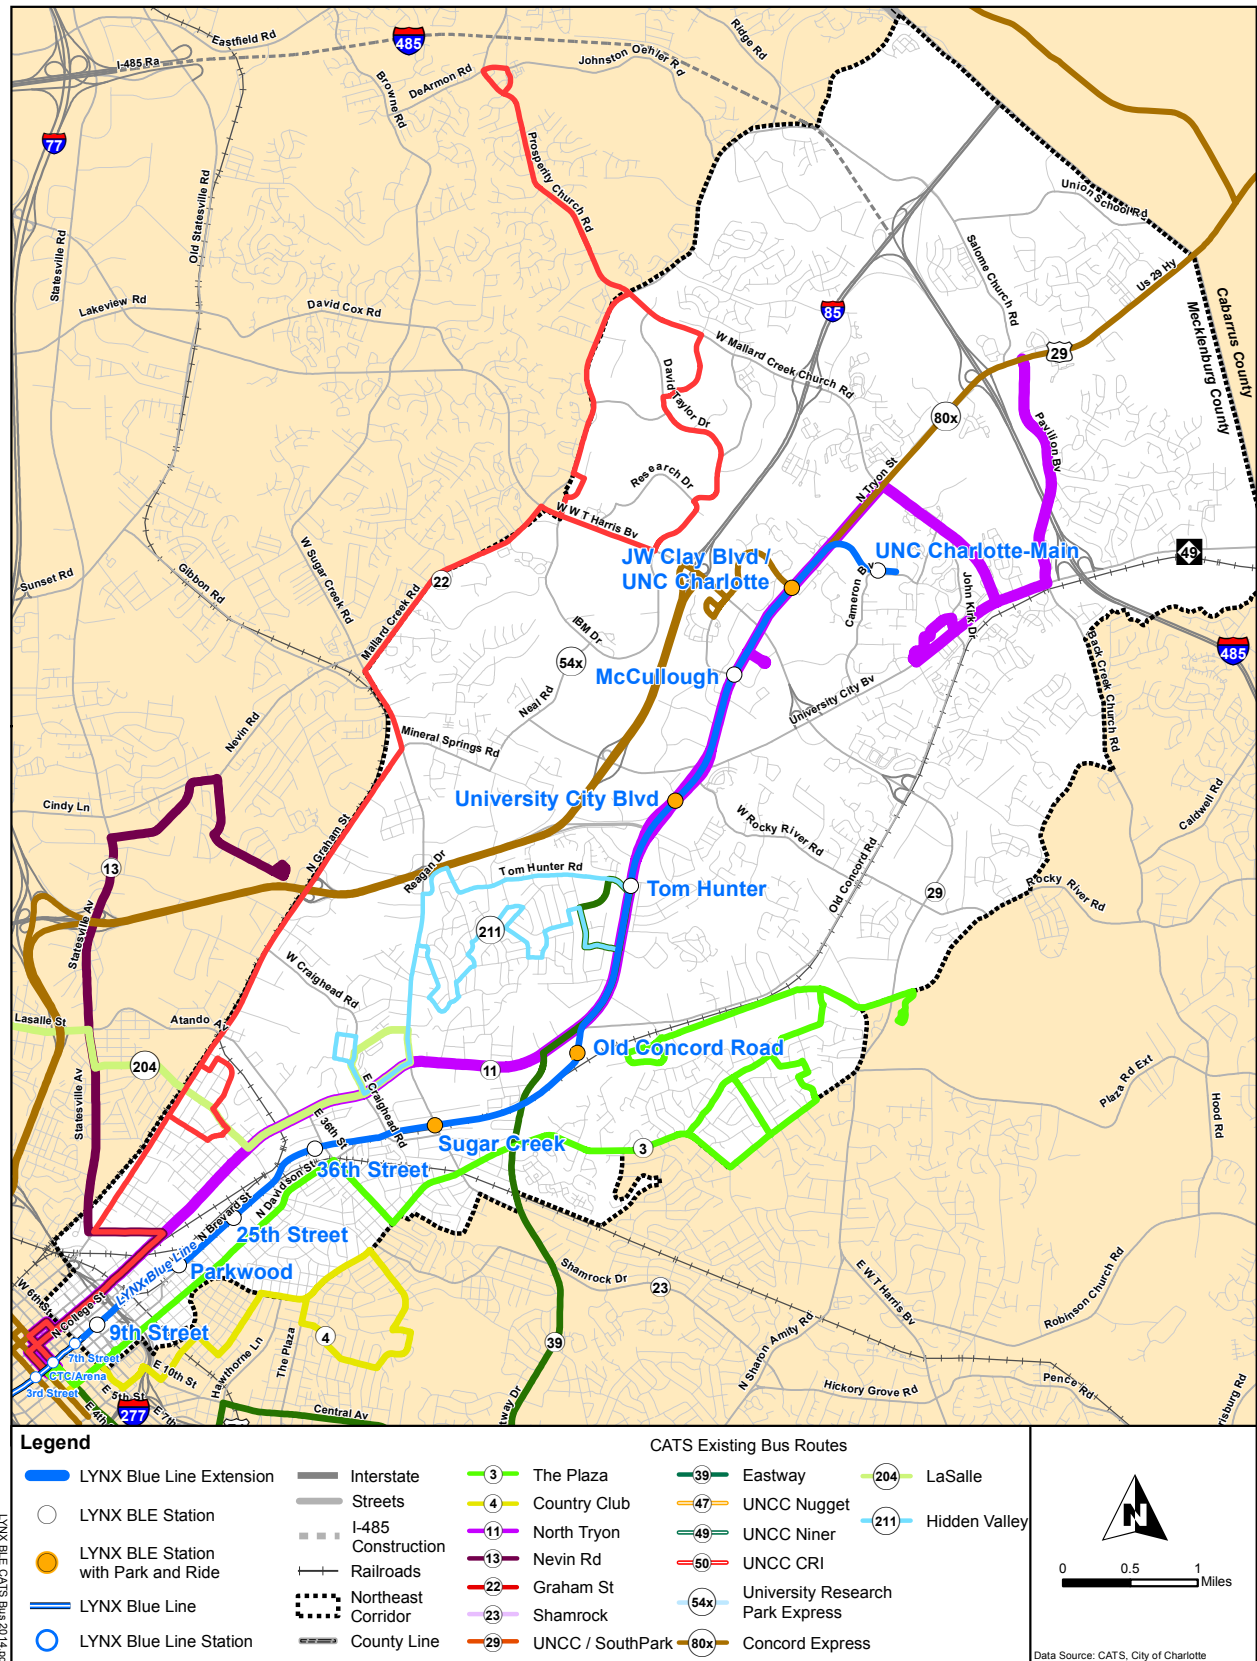 Eastfield Rd
I-485 Ra
485
Ridge Rd
Johnston Oehler Rd
DeArmon Rd
Browne Rd
77
Prosperity Church Rd
Old Statesville Rd
Statesville Rd
Union School Rd
Salome Church Rd
Us 29 Hy
Cabarrus County
Mecklenburg County
Lakeview Rd
David Cox Rd
85
W Mallard Creek Church Rd
29
David Taylor Dr
80x
Pavilion Bv
Research Dr
N Tryon St
W W T Harris Bv
JW Clay Blvd /
UNC Charlotte
UNC Charlotte-Main
49
Sunset Rd
Gibbon Rd
W Sugar Creek Rd
22
Mallard Creek Rd
Cameron Bv
John Kirk Dr
IBM Dr
54x
Back Creek Church Rd
485
McCullough
Neal Rd
University City Bv
Nevin Rd
Mineral Springs Rd
Cindy Ln
University City Blvd
W Rocky River Rd
Caldwell Rd
N Graham St
13
Reagan Dr
Tom Hunter Rd
Tom Hunter
Old Concord Rd
29
Rocky River Rd
Statesville Av
211
W Craighead Rd
Lasalle St
Atando Av
204
Old Concord Road
11
E Craighead Rd
Statesville Av
E 36th St
Sugar Creek
3
Plaza Rd Ext
Hood Rd
36th Street
N Davidson St
N Brevard St
25th Street
LYNX Blue Line
Parkwood
Shamrock Dr
23
E W T Harris Bv
Robinson Church Rd
W 6th St
N College St
9th Street
4
39
7th Street
CTC/Arena
3rd Street
E 10th St
Hawthorne Ln
The Plaza
N Sharon Amity Rd
Hickory Grove Rd
Pence Rd
E 5th St
E 4th
277
E 7th
Central Av
tway Dr
risburg Rd
Legend
LYNX Blue Line Extension
LYNX BLE Station
LYNX BLE Station
with Park and Ride
LYNX Blue Line
LYNX Blue Line Station
Interstate
Streets
I-485
Construction
Railroads
Northeast
Corridor
County Line
CATS Existing Bus Routes
3 The Plaza
4 Country Club
11 North Tryon
13 Nevin Rd
22 Graham St
23 Shamrock
29 UNCC / SouthPark
39 Eastway
47 UNCC Nugget
49 UNCC Niner
50 UNCC CRI
54x University Research
Park Express
80x Concord Express
204 LaSalle
211 Hidden Valley
N
0 0.5 1
Miles
Data Source: CATS, City of Charlotte